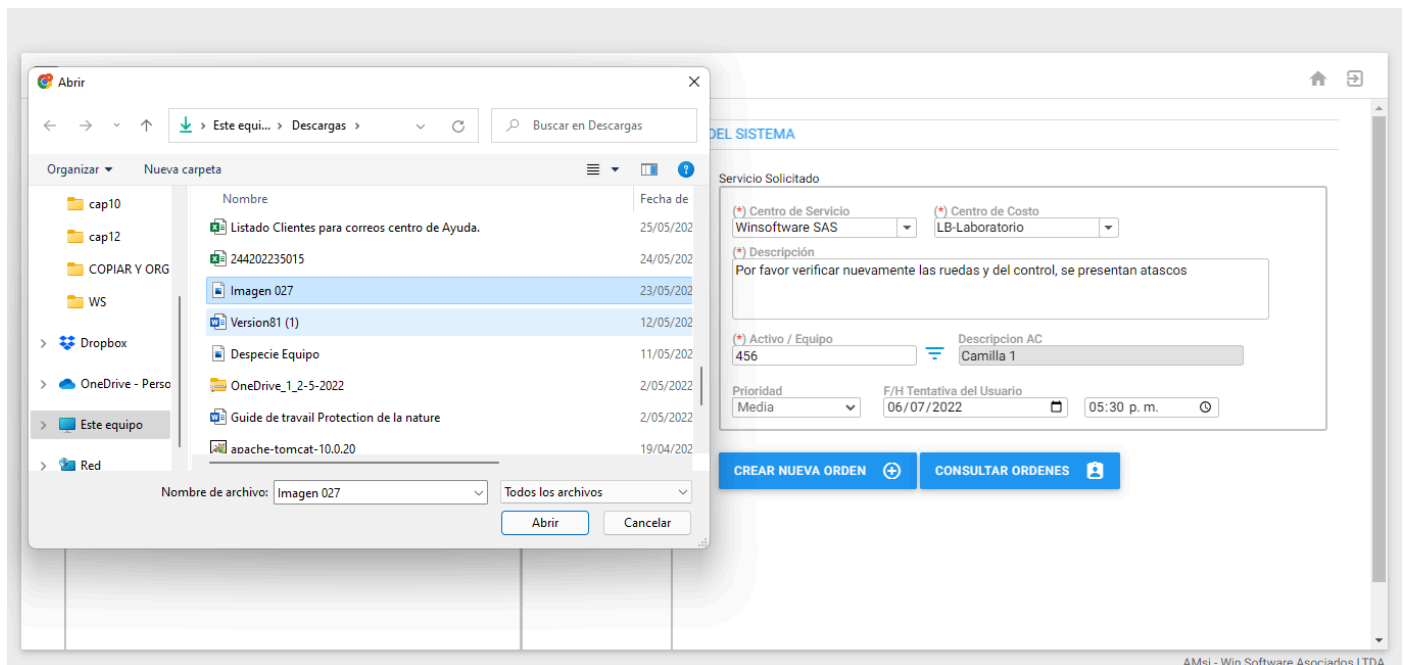 Abrir
Este equi... > Descargas >
Buscar en Descargas
Organizar
Nueva carpeta
cap10
cap12
COPIAR Y ORG
WS
Dropbox
OneDrive - Perso
Este equipo
Red
Nombre
Fecha de
Listado Clientes para correos centro de Ayuda.
25/05/202
244202235015
24/05/202
Imagen 027
23/05/202
Version81 (1)
12/05/202
Despecie Equipo
11/05/202
OneDrive_1_2-5-2022
2/05/2022
Guide de travail Protection de la nature
2/05/2022
apache-tomcat-10.0.20
19/04/202
Nombre de archivo: Imagen 027
Todos los archivos
Abrir
Cancelar
DEL SISTEMA
Servicio Solicitado
(*) Centro de Servicio
Winsoftware SAS
(*) Centro de Costo
LB-Laboratorio
(*) Descripción
Por favor verificar nuevamente las ruedas y del control, se presentan atascos
(*) Activo / Equipo
456
Descripcion AC
Camilla 1
Prioridad
Media
F/H Tentativa del Usuario
06/07/2022
05:30 p. m.
CREAR NUEVA ORDEN
CONSULTAR ORDENES
AMsi - Win Software Asociados LTDA